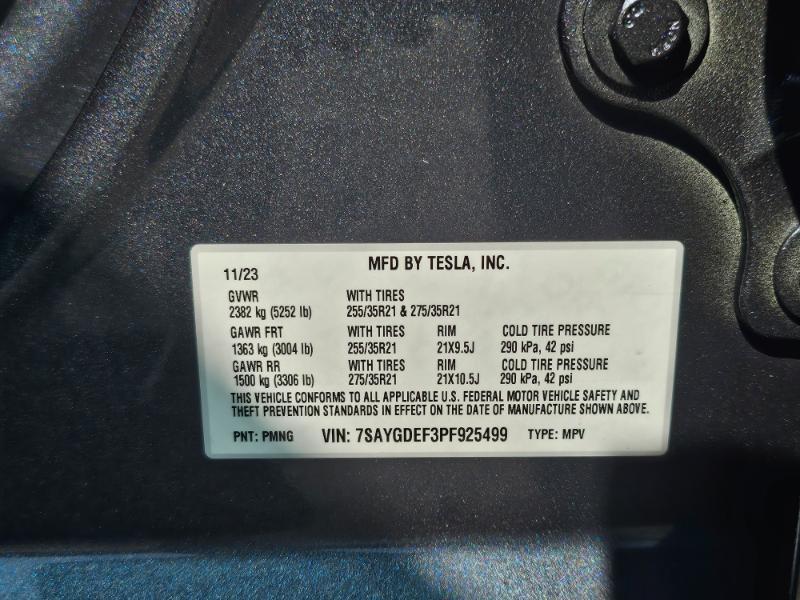 MFD BY TESLA, INC.
11/23
GVWR WITH TIRES
2382 kg (5252 lb) 255/35R21 & 275/35R21
GAWR FRT WITH TIRES RIM COLD TIRE PRESSURE
1363 kg (3004 lb) 255/35R21 21X9.5J 290 kPa, 42 psi
GAWR RR WITH TIRES RIM COLD TIRE PRESSURE
1500 kg (3306 lb) 275/35R21 21X10.5J 290 kPa, 42 psi
THIS VEHICLE CONFORMS TO ALL APPLICABLE U.S. FEDERAL MOTOR VEHICLE SAFETY AND
THEFT PREVENTION STANDARDS IN EFFECT ON THE DATE OF MANUFACTURE SHOWN ABOVE.
PNT: PMNG VIN: 7SAYGDEF3PF925499 TYPE: MPV